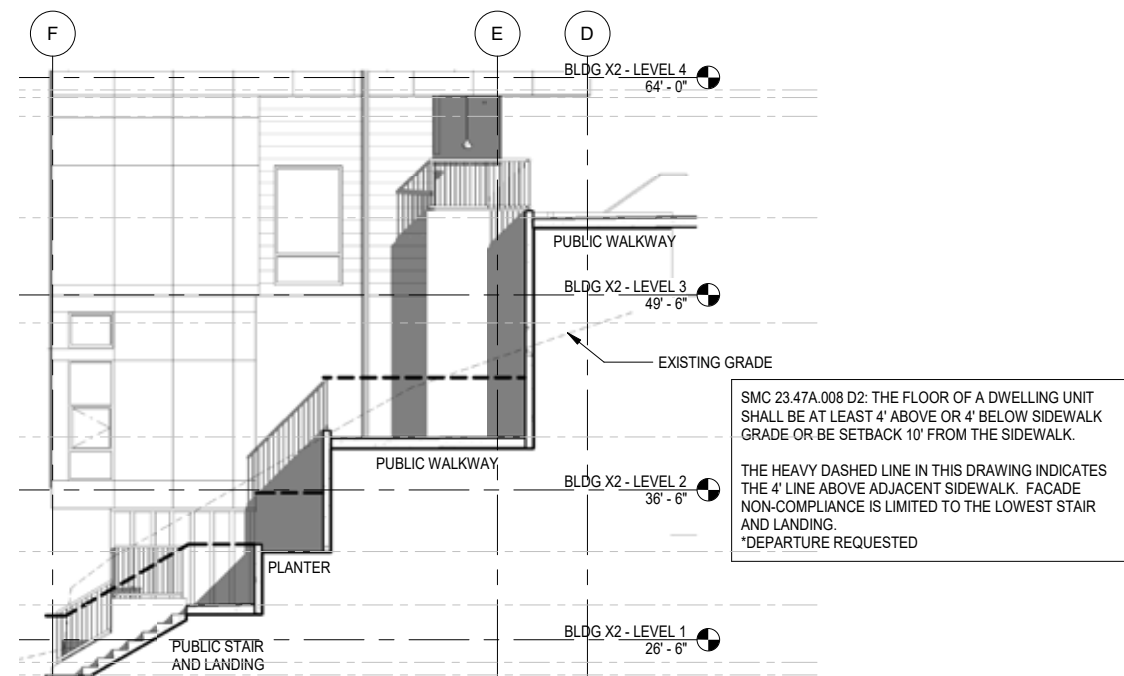 F
E
D
BLDG X2 - LEVEL 4
64' - 0"
PUBLIC WALKWAY
BLDG X2 - LEVEL 3
49' - 6"
EXISTING GRADE
SMC 23.47A.008 D2: THE FLOOR OF A DWELLING UNIT
SHALL BE AT LEAST 4' ABOVE OR 4' BELOW SIDEWALK
GRADE OR BE SETBACK 10' FROM THE SIDEWALK.
THE HEAVY DASHED LINE IN THIS DRAWING INDICATES
THE 4' LINE ABOVE ADJACENT SIDEWALK.  FACADE
NON-COMPLIANCE IS LIMITED TO THE LOWEST STAIR
AND LANDING.
*DEPARTURE REQUESTED
PUBLIC WALKWAY
BLDG X2 - LEVEL 2
36' - 6"
PLANTER
BLDG X2 - LEVEL 1
26' - 6"
PUBLIC STAIR
AND LANDING